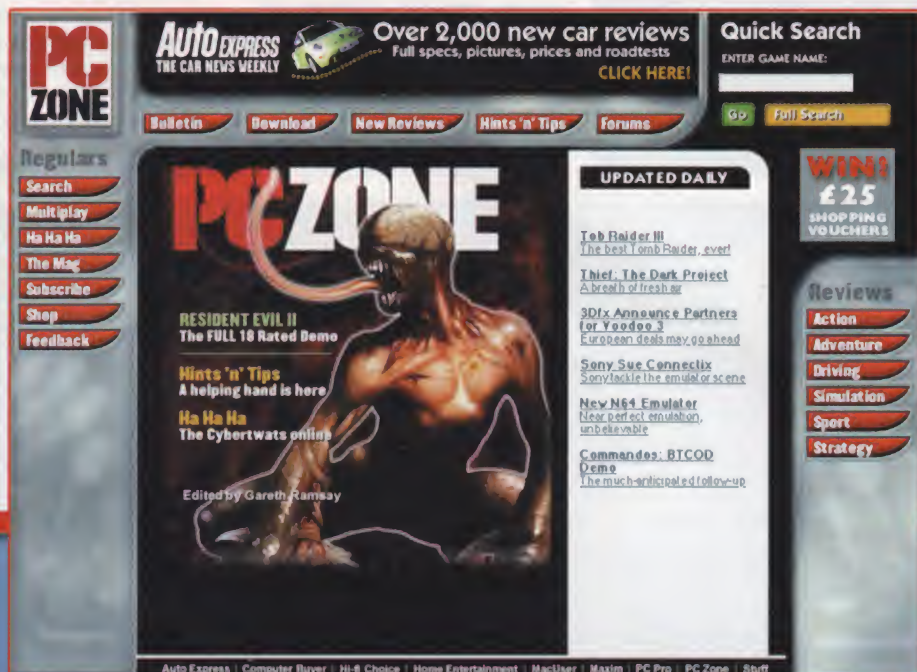 PC
ZONE
AUTO EXPRESS
THE CAR NEWS WEEKLY
Over 2,000 new car reviews
Full specs, pictures, prices and roadtests
CLICK HERE!
Quick Search
ENTER GAME NAME:
Go
Full Search
Bulletin
Download
New Reviews
Hints 'n' Tips
Forums
Regulars
Search
Multiplay
Ha Ha Ha
The Mag
Subscribe
Shop
Feedback
PC ZONE
RESIDENT EVIL II
The FULL 18 Rated Demo
Hints 'n' Tips
A helping hand is here
Ha Ha Ha
The Cybertwats online
Edited by Gareth Ramsay
UPDATED DAILY
Tob Raider III
The best Tomb Raider, ever!
Thief: The Dark Project
A breath of fresh air
3Dfx Announce Partners
for Voodoo 3
European deals may go ahead
Sony Sue Connectix
Sony tackle the emulator scene
New N64 Emulator
Near perfect emulation,
unbelievable
Commandos: BTCOD
Demo
The much-anticipated follow-up
WIN!
£25
SHOPPING
VOUCHERS
Reviews
Action
Adventure
Driving
Simulation
Sport
Strategy
Auto Express | Computer Buyer | Hi-fi Choice | Home Entertainment | MacUser | Maxim | PC Pro | PC Zone | Stuff